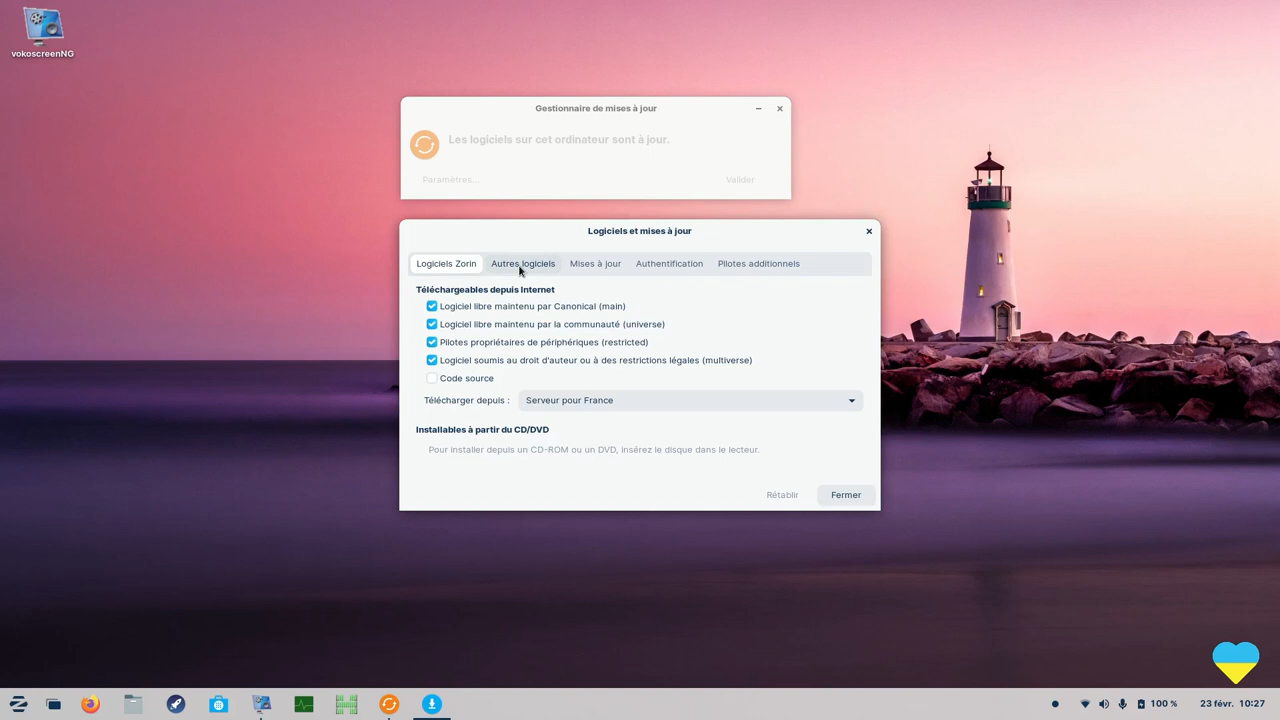 vokoscreenNG
Gestionnaire de mises à jour
Les logiciels sur cet ordinateur sont à jour.
Paramètres...
Valider
Logiciels et mises à jour
Logiciels Zorin
Autres logiciels
Mises à jour
Authentification
Pilotes additionnels
Téléchargeables depuis Internet
Logiciel libre maintenu par Canonical (main)
Logiciel libre maintenu par la communauté (universe)
Pilotes propriétaires de périphériques (restricted)
Logiciel soumis au droit d'auteur ou à des restrictions légales (multiverse)
Code source
Télécharger depuis :
Serveur pour France
Installables à partir du CD/DVD
Pour installer depuis un CD-ROM ou un DVD, insérez le disque dans le lecteur.
Rétablir
Fermer
100 %
23 févr. 10:27